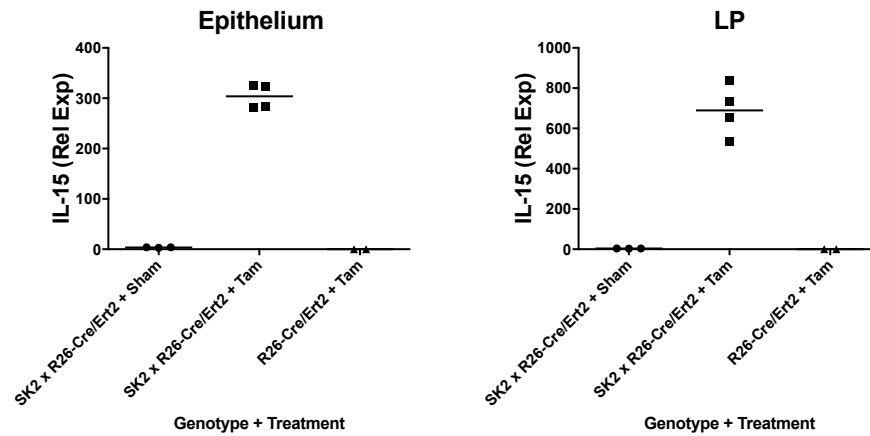 Epithelium
IL-15 (Rel Exp)
400
300
200
100
0
SK2 x R26-Cre/Ert2 + Sham
SK2 x R26-Cre/Ert2 + Tam
R26-Cre/Ert2 + Tam
Genotype + Treatment
LP
IL-15 (Rel Exp)
1000
800
600
400
200
0
SK2 x R26-Cre/Ert2 + Sham
SK2 x R26-Cre/Ert2 + Tam
R26-Cre/Ert2 + Tam
Genotype + Treatment